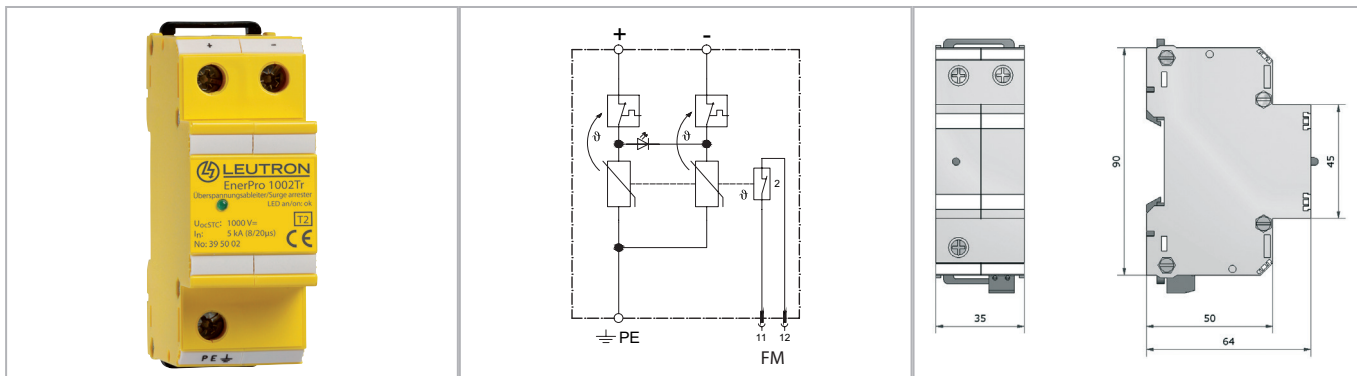 + -
LEUTRON
EnerPro 1002Tr
Überspannungsableiter/Surge arrester
LED an/on: ok
UocSTC: 1000 V=
T2
In: 5 kA (8/20µs)
No: 39 50 02
CE
PE
+ -
ϑ ϑ
ϑ 2
PE
11 12
FM
90
45
35
50
64